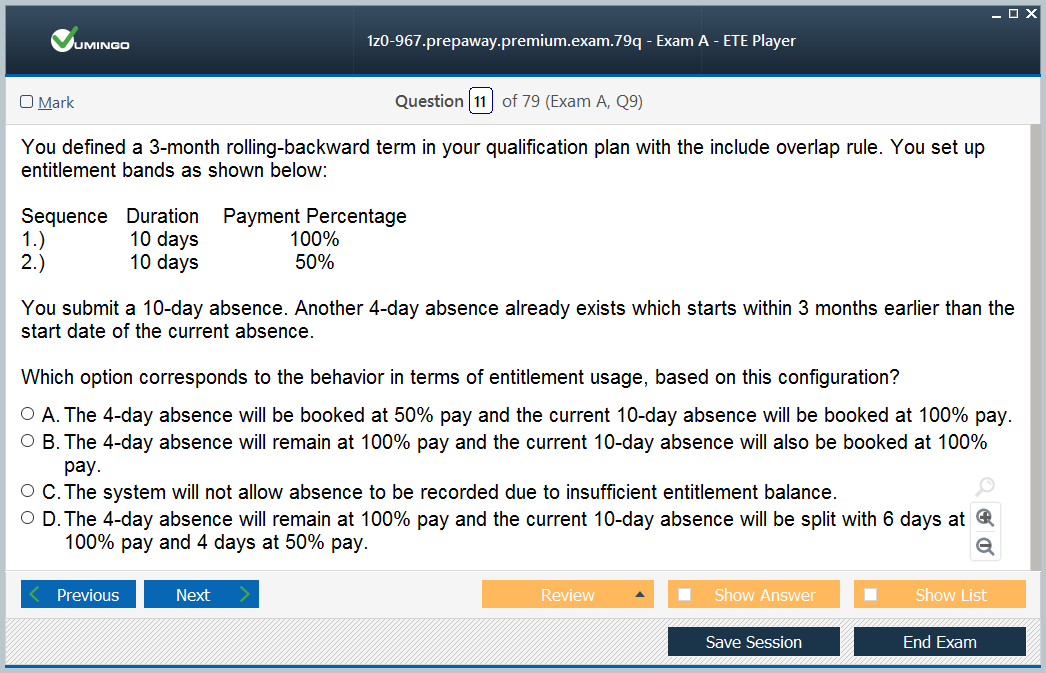 VUMINGO
1z0-967.prepaway.premium.exam.79q - Exam A - ETE Player
Mark
Question 11 of 79 (Exam A, Q9)
You defined a 3-month rolling-backward term in your qualification plan with the include overlap rule. You set up
entitlement bands as shown below:
Sequence Duration Payment Percentage
1.) 10 days 100%
2.) 10 days 50%
You submit a 10-day absence. Another 4-day absence already exists which starts within 3 months earlier than the
start date of the current absence.
Which option corresponds to the behavior in terms of entitlement usage, based on this configuration?
A. The 4-day absence will be booked at 50% pay and the current 10-day absence will be booked at 100% pay.
B. The 4-day absence will remain at 100% pay and the current 10-day absence will also be booked at 100%
pay.
C. The system will not allow absence to be recorded due to insufficient entitlement balance.
D. The 4-day absence will remain at 100% pay and the current 10-day absence will be split with 6 days at
100% pay and 4 days at 50% pay.
Previous Next Review Show Answer Show List
Save Session End Exam